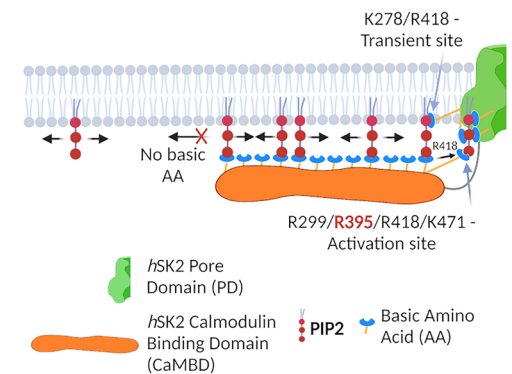 K278/R418 -
Transient site
No basic
AA
R418
R299/R395/R418/K471 -
Activation site
hSK2 Pore
Domain (PD)
hSK2 Calmodulin
Binding Domain
(CaMBD)
PIP2
Basic Amino
Acid (AA)